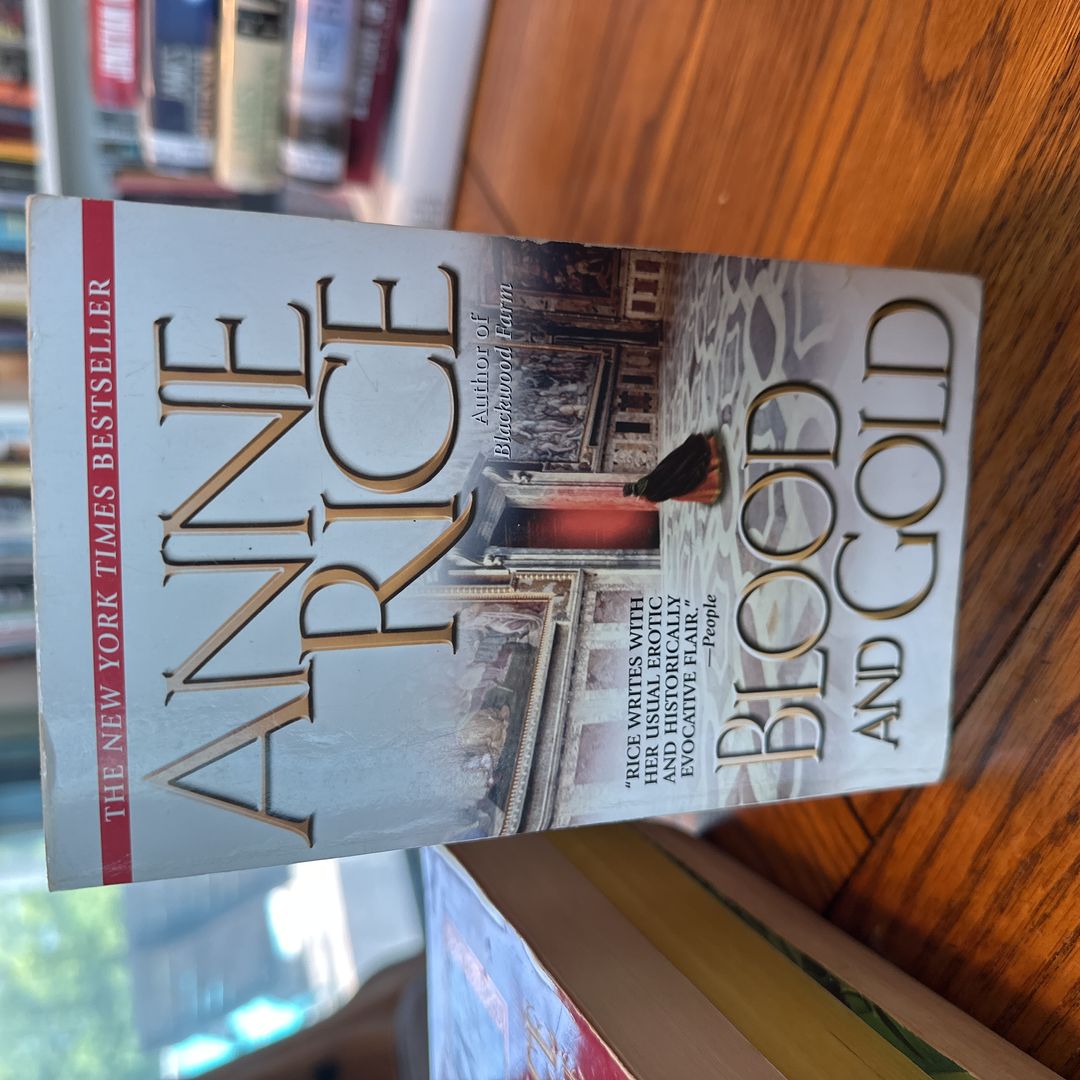 THE NEW YORK TIMES BESTSELLER
ANNE
RICE
Author of
Blackwood Farm
"RICE WRITES WITH
HER USUAL EROTIC
AND HISTORICALLY
EVOCATIVE FLAIR."
—People
BLOOD
AND GOLD